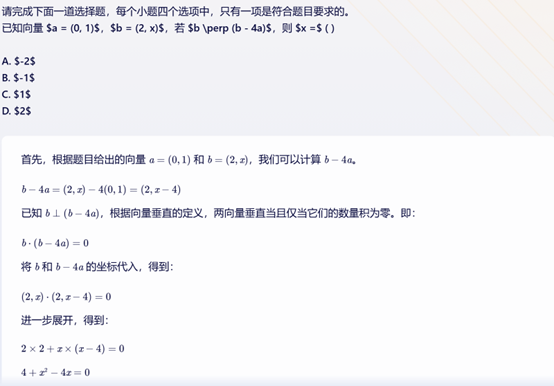 请完成下面一道选择题，每个小题四个选项中，只有一项是符合题目要求的。
已知向量 $a = (0, 1)$，$b = (2, x)$，若 $b \perp (b - 4a)$，则 $x =$ ( )
A. $-2$
B. $-1$
C. $1$
D. $2$
首先，根据题目给出的向量 a = (0, 1) 和 b = (2, x)，我们可以计算 b − 4a。
b − 4a = (2, x) − 4(0, 1) = (2, x − 4)
已知 b ⊥ (b − 4a)，根据向量垂直的定义，两向量垂直当且仅当它们的数量积为零。即：
b · (b − 4a) = 0
将 b 和 b − 4a 的坐标代入，得到：
(2, x) · (2, x − 4) = 0
进一步展开，得到：
2 × 2 + x × (x − 4) = 0
4 + x² − 4x = 0